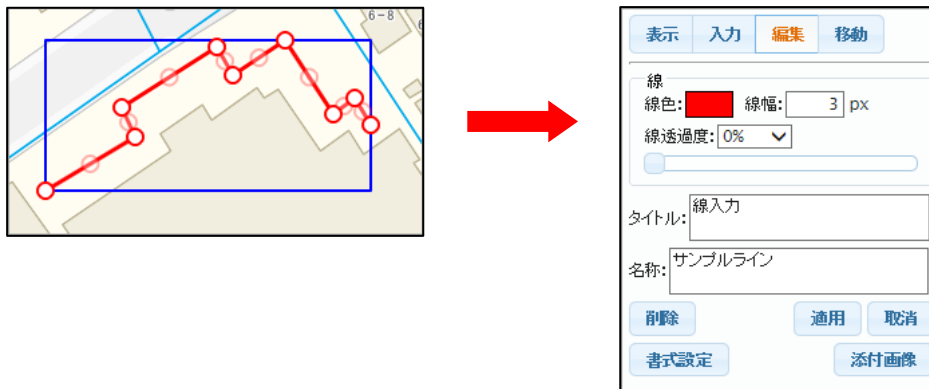 6-8
表示 入力 編集 移動
線
線色: 線幅: 3 px
線透過度: 0%
タイトル: 線入力
名称: サンプルライン
削除 適用 取消
書式設定 添付画像